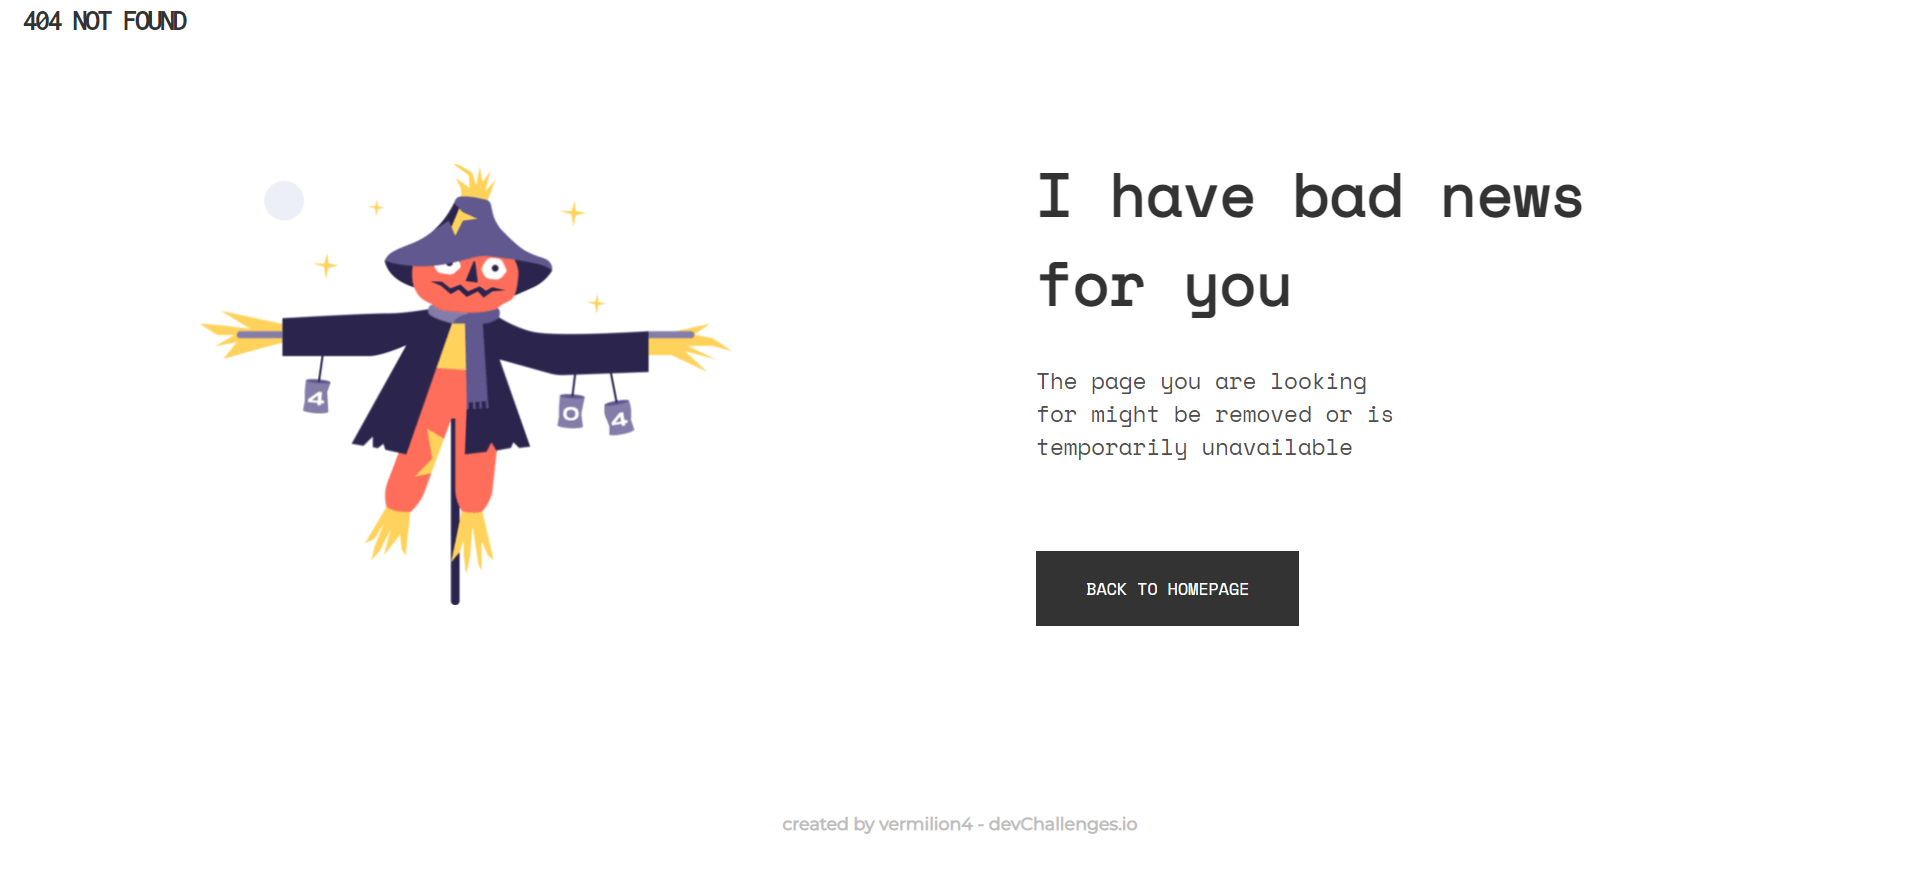 404 NOT FOUND
4
0
4
I have bad news
for you
The page you are looking
for might be removed or is
temporarily unavailable
BACK TO HOMEPAGE
created by vermilion4 - devChallenges.io